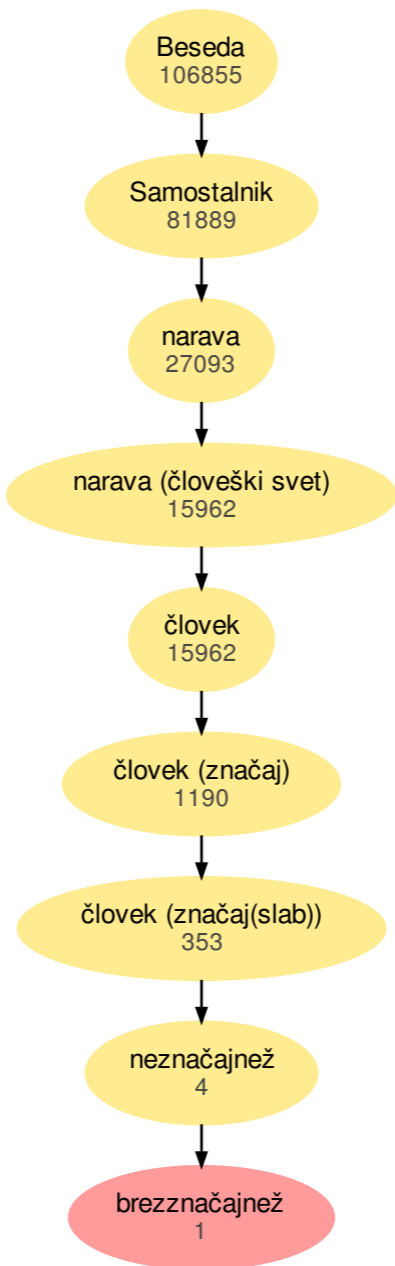 Beseda
106855
Samostalnik
81889
narava
27093
narava (človeški svet)
15962
človek
15962
človek (značaj)
1190
človek (značaj(slab))
353
neznačajnež
4
brezznačajnež
1